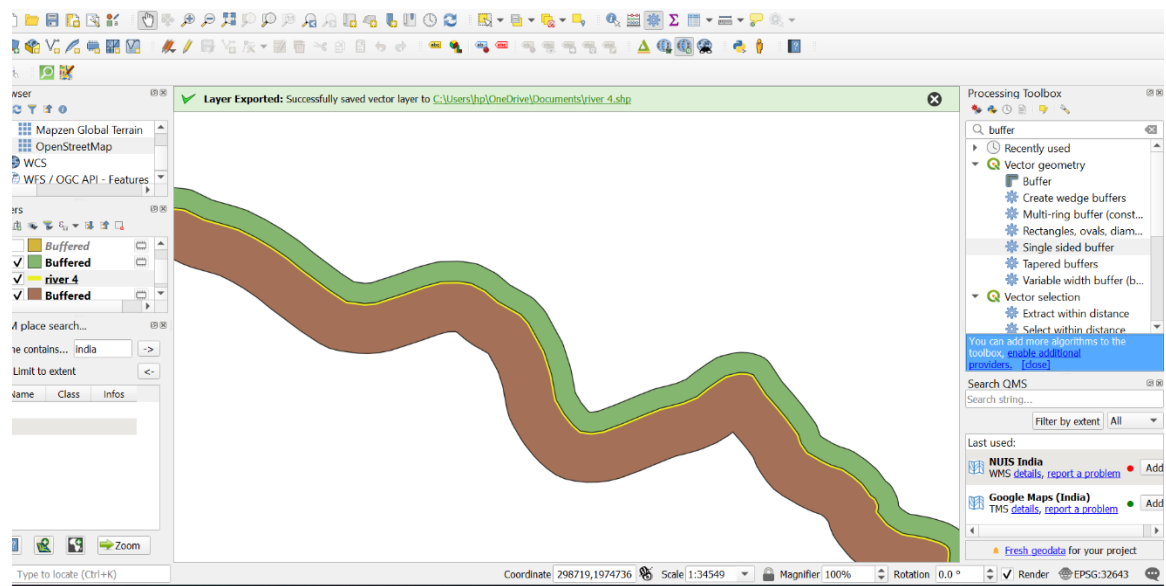 wser
Layer Exported: Successfully saved vector layer to C:\Users\hp\OneDrive\Documents\river 4.shp
Mapzen Global Terrain
OpenStreetMap
WCS
WFS / OGC API - Features
ers
Buffered
Buffered
river 4
Buffered
place search...
ne contains... india ->
Limit to extent <-
Name Class Infos
Zoom
Processing Toolbox
buffer
Recently used
Vector geometry
Buffer
Create wedge buffers
Multi-ring buffer (const...
Rectangles, ovals, diam...
Single sided buffer
Tapered buffers
Variable width buffer (b...
Vector selection
Extract within distance
Select within distance
You can add more algorithms to the
toolbox, enable additional
providers. [close]
Search QMS
Search string...
Filter by extent All
Last used:
NUIS India
WMS details, report a problem Add
Google Maps (India)
TMS details, report a problem Add
Fresh geodata for your project
Type to locate (Ctrl+K) Coordinate 298719,1974736 Scale 1:34549 Magnifier 100% Rotation 0.0 ° Render EPSG:32643